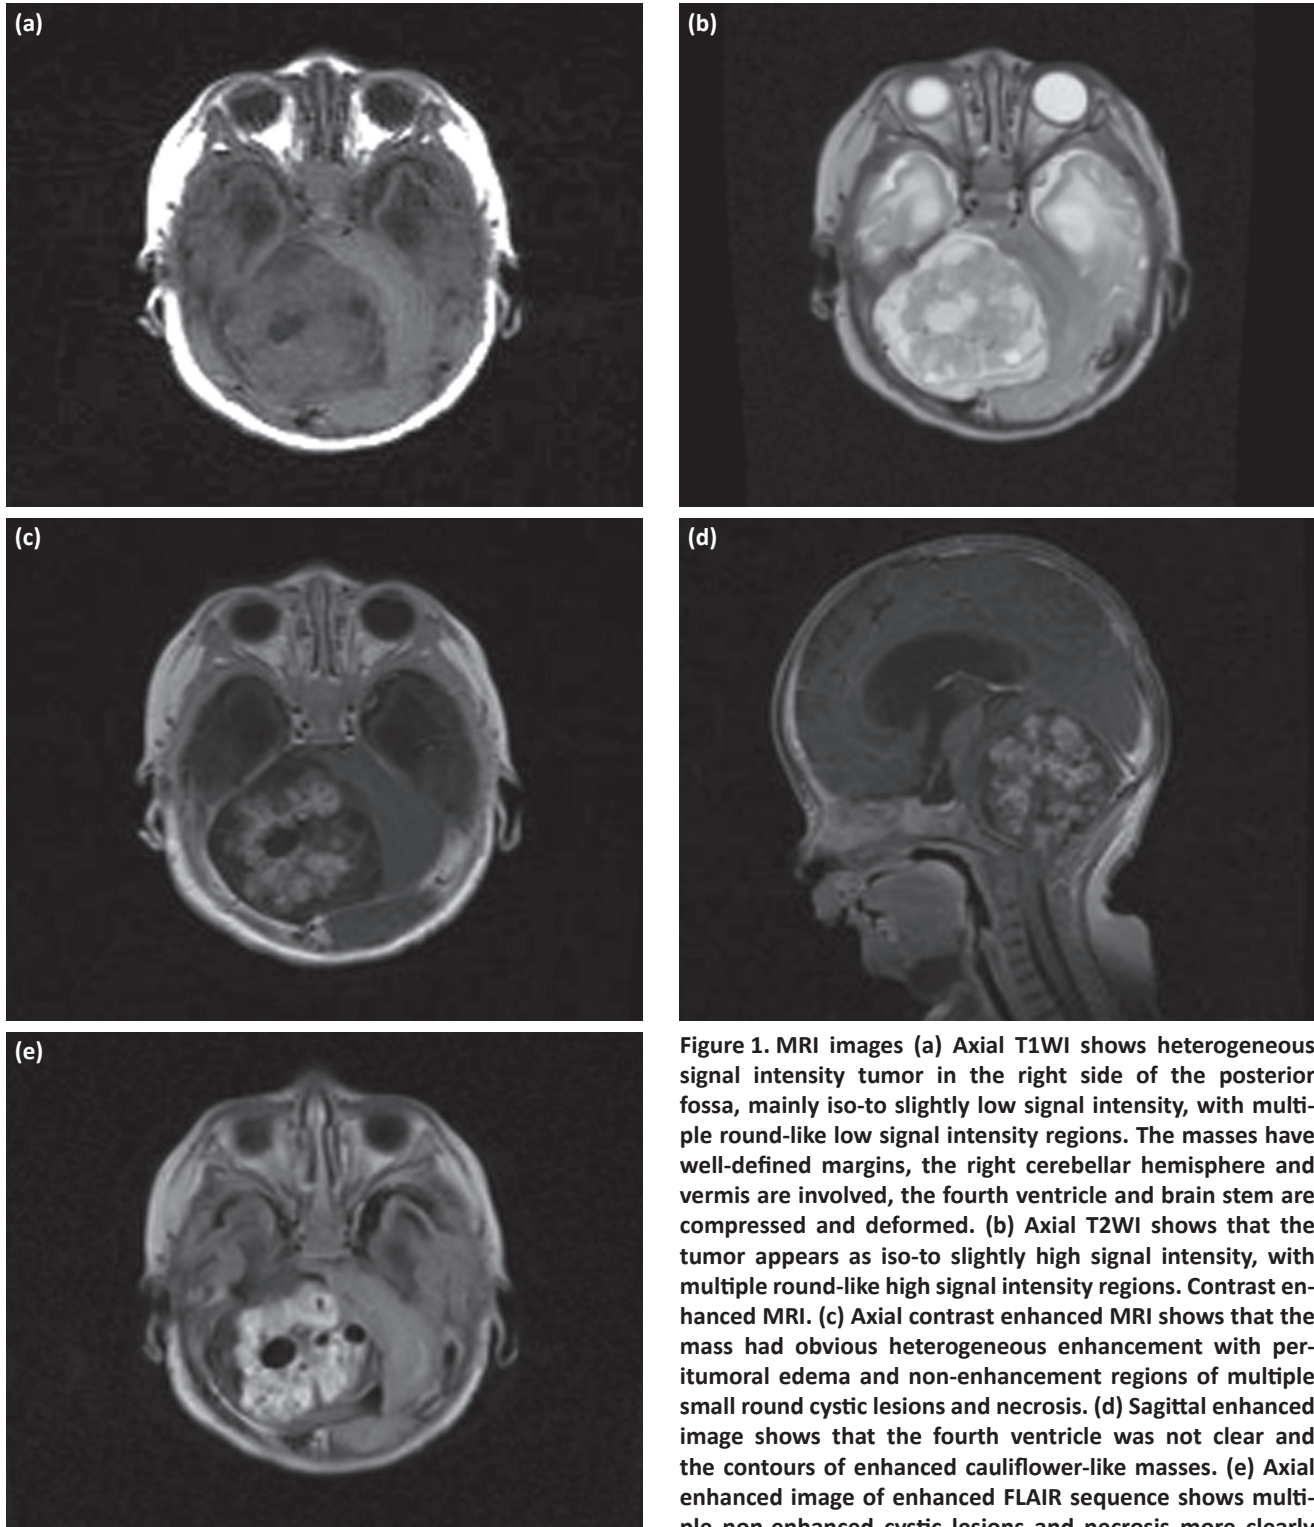 (a)
(b)
(c)
(d)
(e)
Figure 1. MRI images (a) Axial T1WI shows heterogeneous
signal intensity tumor in the right side of the posterior
fossa, mainly iso-to slightly low signal intensity, with multi-
ple round-like low signal intensity regions. The masses have
well-defined margins, the right cerebellar hemisphere and
vermis are involved, the fourth ventricle and brain stem are
compressed and deformed. (b) Axial T2WI shows that the
tumor appears as iso-to slightly high signal intensity, with
multiple round-like high signal intensity regions. Contrast en-
hanced MRI. (c) Axial contrast enhanced MRI shows that the
mass had obvious heterogeneous enhancement with per-
itumoral edema and non-enhancement regions of multiple
small round cystic lesions and necrosis. (d) Sagittal enhanced
image shows that the fourth ventricle was not clear and
the contours of enhanced cauliflower-like masses. (e) Axial
enhanced image of enhanced FLAIR sequence shows multi-
ple non-enhanced cystic lesions and necrosis more clearly